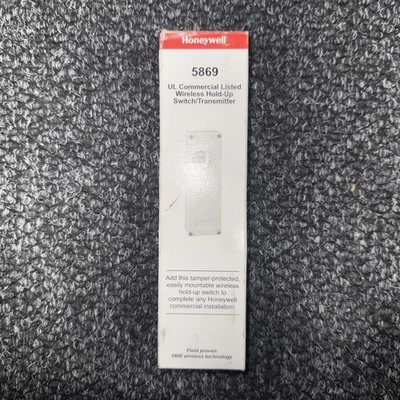 Honeywell
5869
UL Commercial Listed
Wireless Hold-Up
Switch/Transmitter
Add this tamper-protected,
easily mountable wireless
hold-up switch to
complete any Honeywell
commercial installation.
Field proven
5800 wireless technology